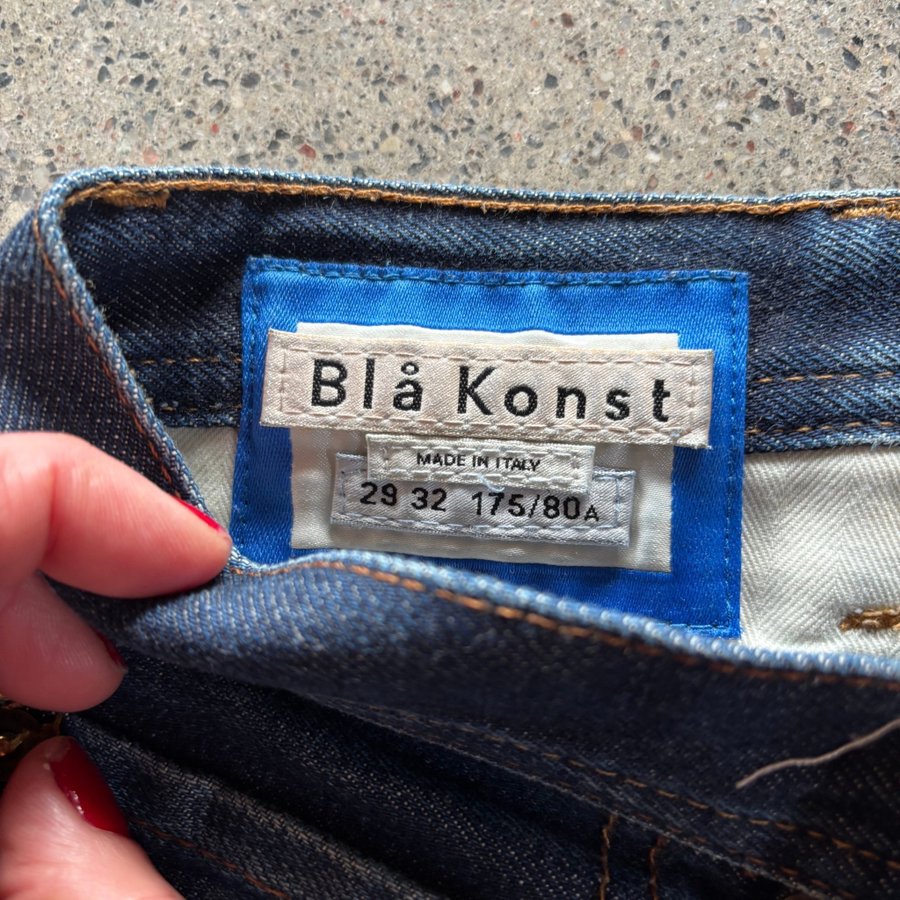 Blå Konst
MADE IN ITALY
29 32 175/80A